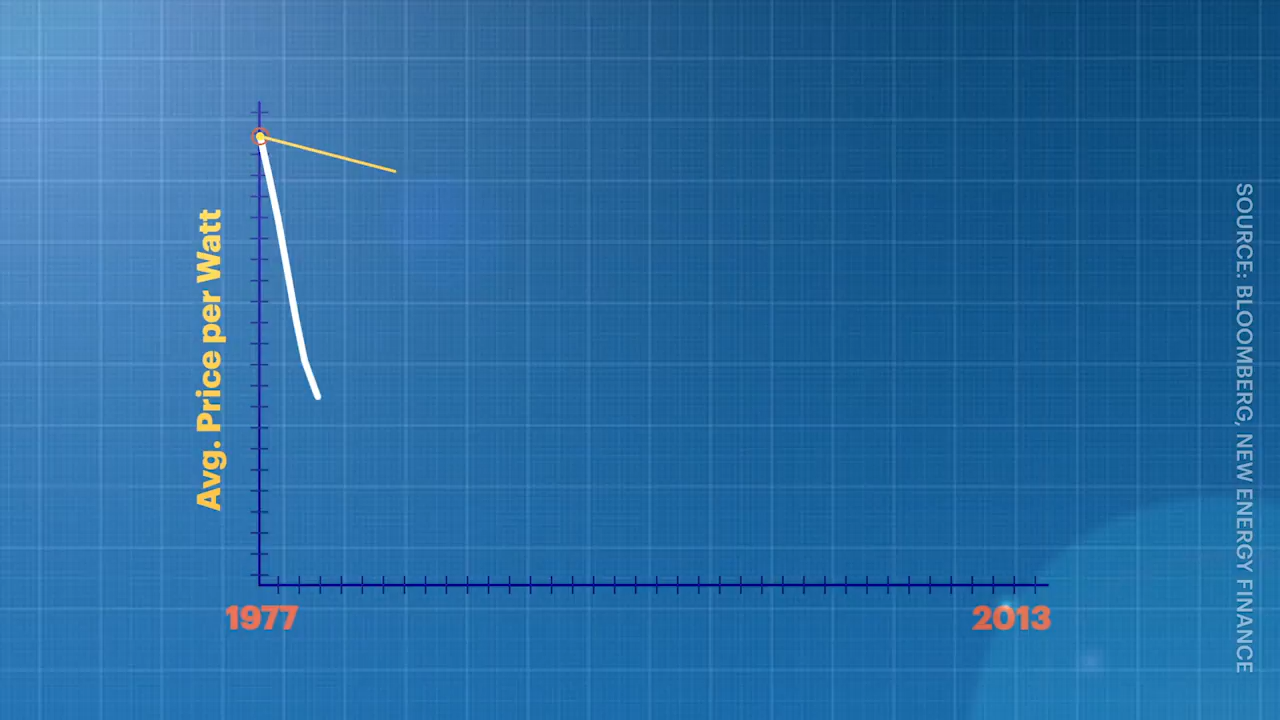 Avg. Price per Watt
1977
2013
SOURCE: BLOOMBERG, NEW ENERGY FINANCE